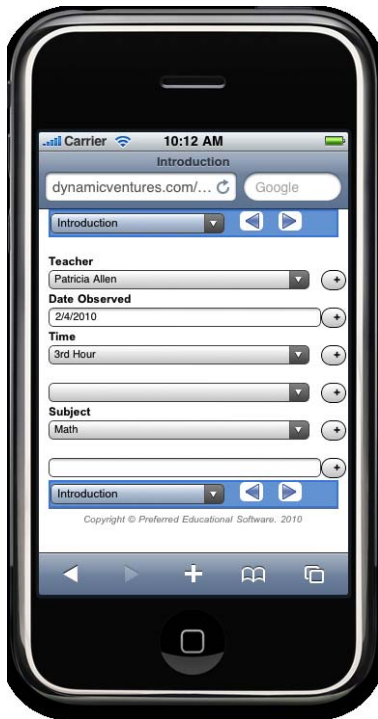 Carrier 10:12 AM
Introduction
dynamicventures.com/... Google
Introduction
Teacher
Patricia Allen
Date Observed
2/4/2010
Time
3rd Hour
Subject
Math
Introduction
Copyright © Preferred Educational Software. 2010